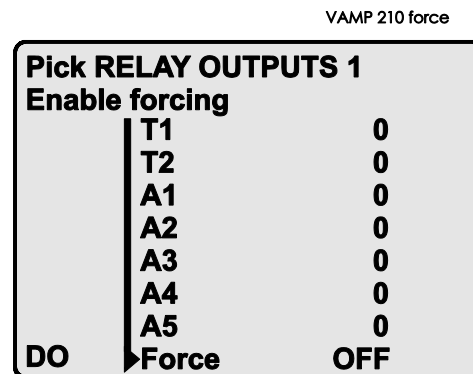 VAMP 210 force
Pick RELAY OUTPUTS 1
Enable forcing
T1 0
T2 0
A1 0
A2 0
A3 0
A4 0
A5 0
DO Force OFF